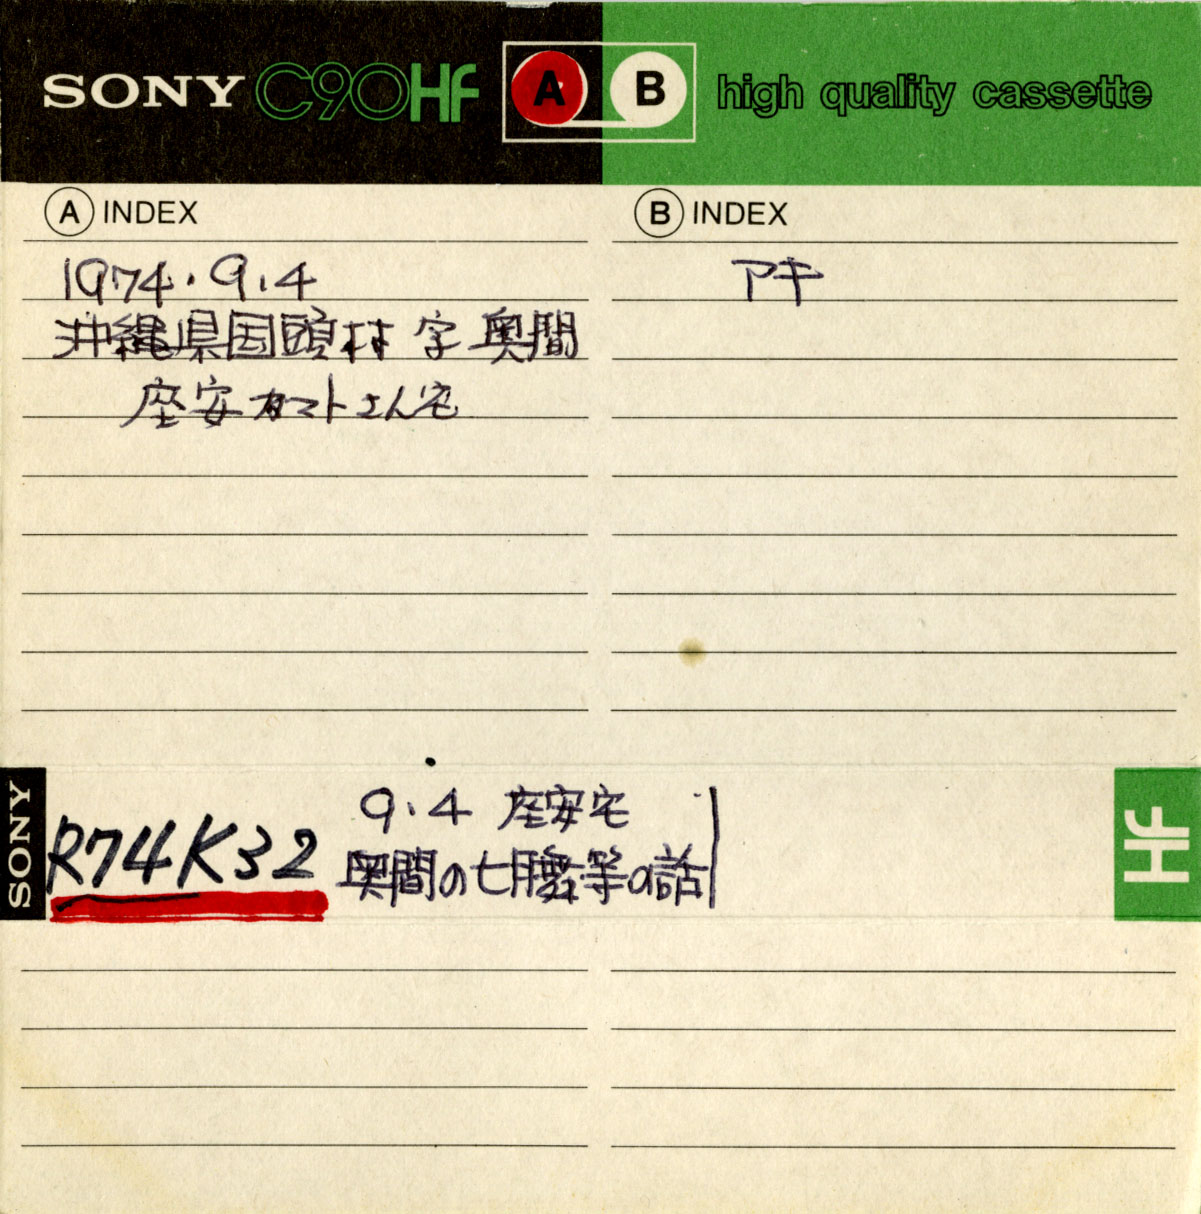 SONY C90HF A B high quality cassette
A INDEX
1974.9.4
沖縄県国頭村字奥間
座安カマトさん宅
B INDEX
アキ
SONY
R74K32
9.4 座安宅
奥間の七月舞等の話
HF